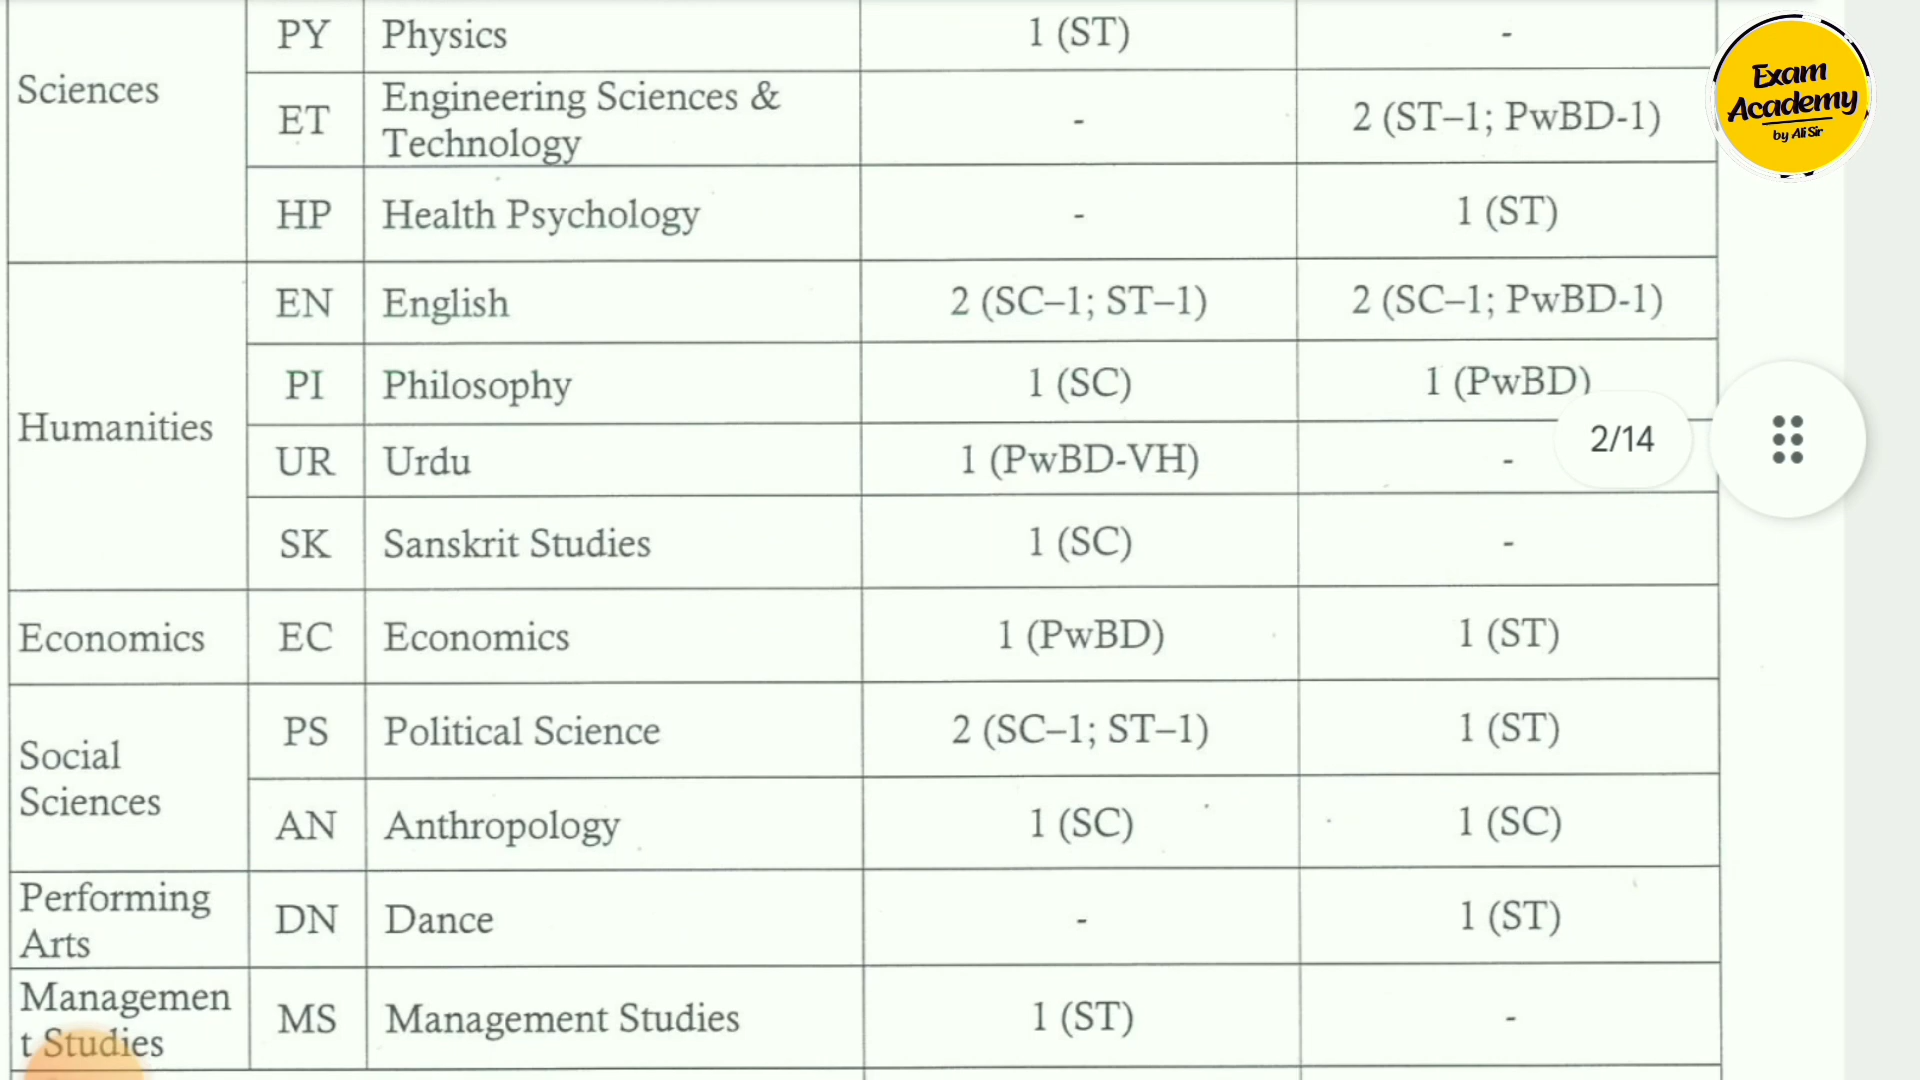 Sciences
PY Physics 1 (ST) -
ET Engineering Sciences &
Technology - 2 (ST–1; PwBD-1)
HP Health Psychology - 1 (ST)
Humanities
EN English 2 (SC–1; ST–1) 2 (SC–1; PwBD-1)
PI Philosophy 1 (SC) 1 (PwBD)
UR Urdu 1 (PwBD-VH) -
SK Sanskrit Studies 1 (SC) -
Economics EC Economics 1 (PwBD) 1 (ST)
Social
Sciences
PS Political Science 2 (SC–1; ST–1) 1 (ST)
AN Anthropology 1 (SC) 1 (SC)
Performing
Arts
DN Dance - 1 (ST)
Managemen
t Studies
MS Management Studies 1 (ST) -
Exam
Academy
by Ali Sir
2/14